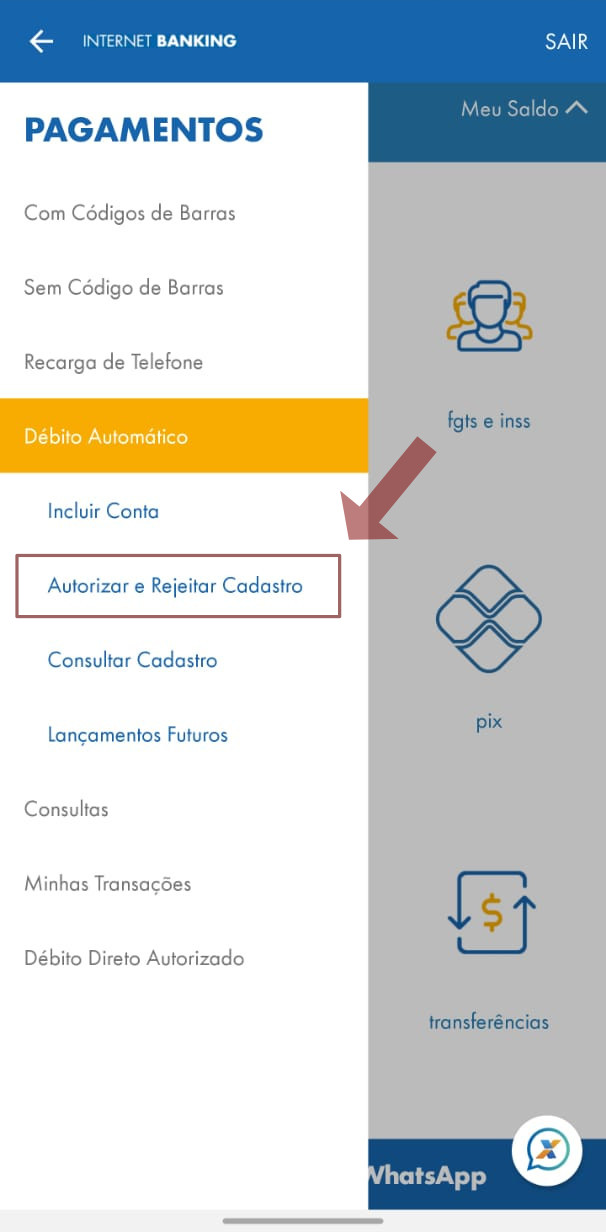 INTERNET BANKING
SAIR
Meu Saldo
PAGAMENTOS
Com Códigos de Barras
Sem Código de Barras
Recarga de Telefone
Débito Automático
Incluir Conta
Autorizar e Rejeitar Cadastro
Consultar Cadastro
Lançamentos Futuros
Consultas
Minhas Transações
Débito Direto Autorizado
fgts e inss
pix
$
transferências
WhatsApp